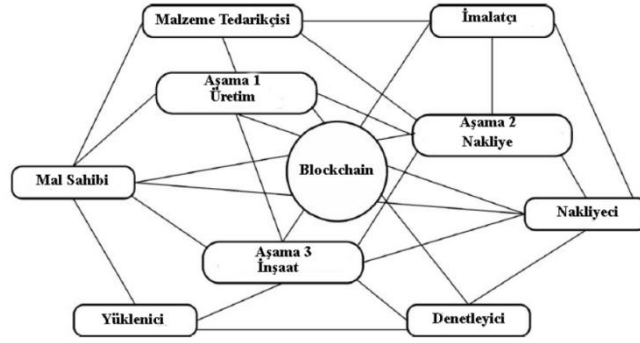 Malzeme Tedarikçisi
İmalatçı
Aşama 1
Üretim
Aşama 2
Nakliye
Blockchain
Mal Sahibi
Nakliyeci
Aşama 3
İnşaat
Yüklenici
Denetleyici